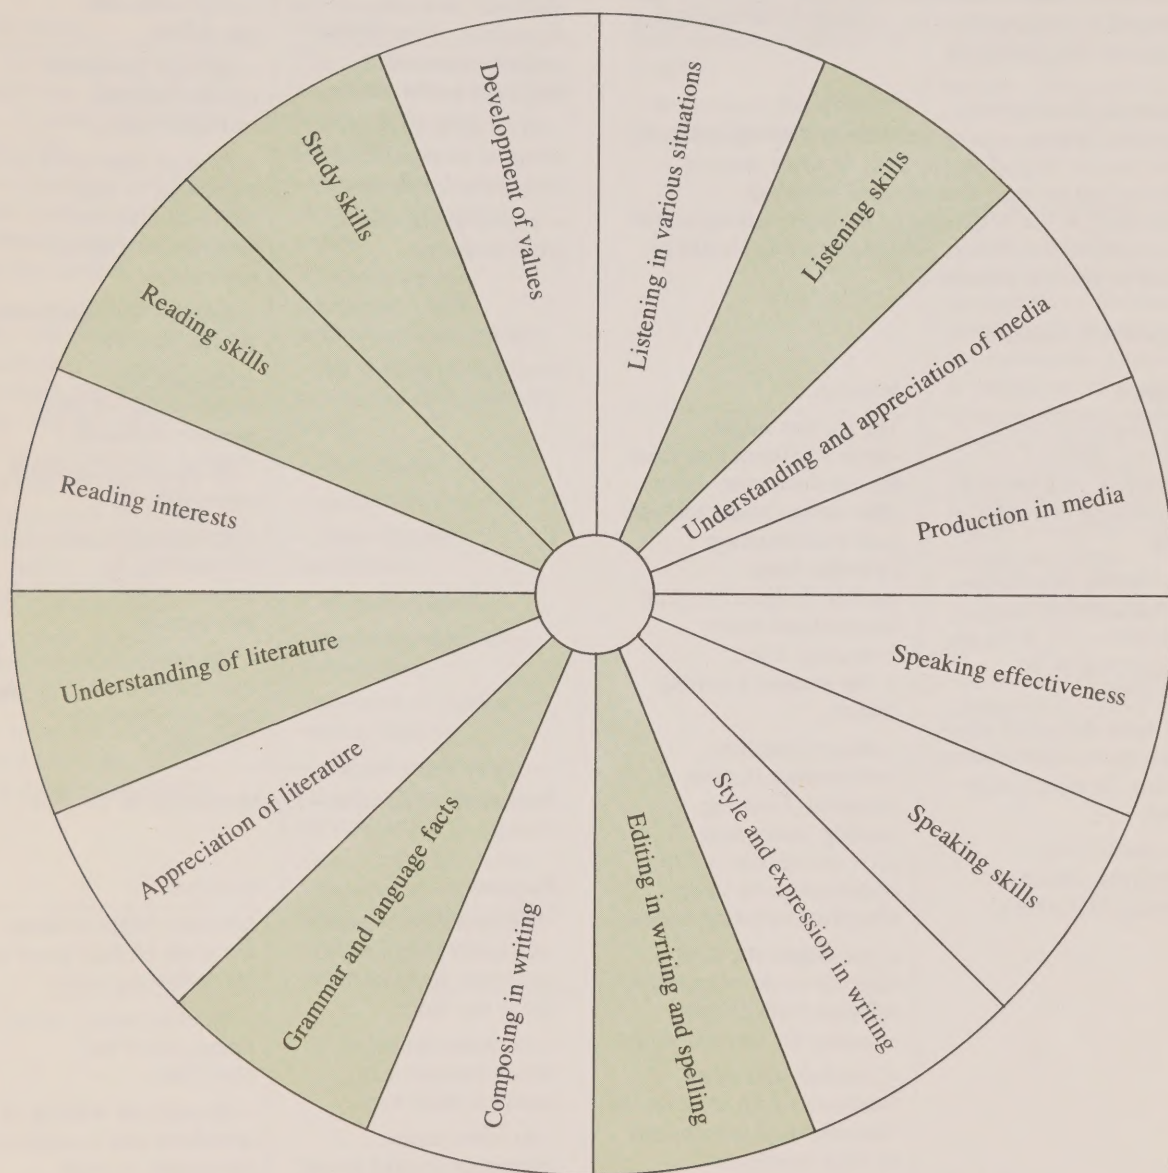 Listening in various situations
Listening skills
Understanding and appreciation of media
Production in media
Speaking effectiveness
Speaking skills
Style and expression in writing
Editing in writing and spelling
Composing in writing
Grammar and language facts
Appreciation of literature
Understanding of literature
Reading interests
Reading skills
Study skills
Development of values